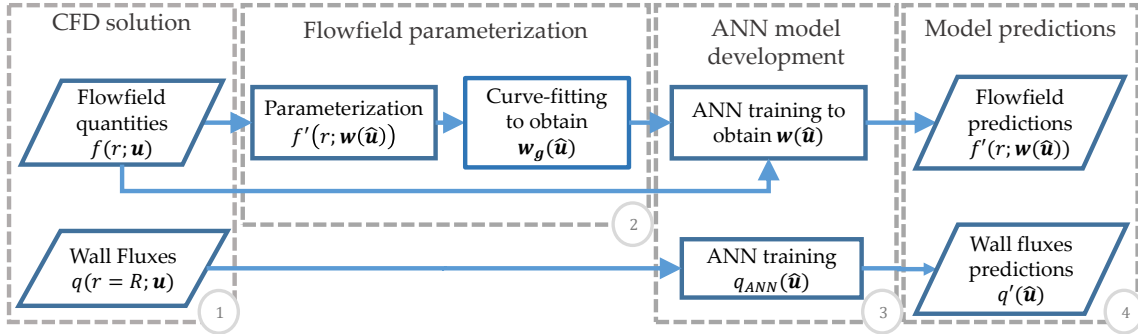 CFD solution
Flowfield
quantities
f(r; u)
Wall Fluxes
q(r = R; u)
1
Flowfield parameterization
Parameterization
f′(r; w(û))
Curve-fitting
to obtain
w_g(û)
2
ANN model
development
ANN training to
obtain w(û)
ANN training
q_ANN(û)
3
Model predictions
Flowfield
predictions
f′(r; w(û))
Wall fluxes
predictions
q′(û)
4